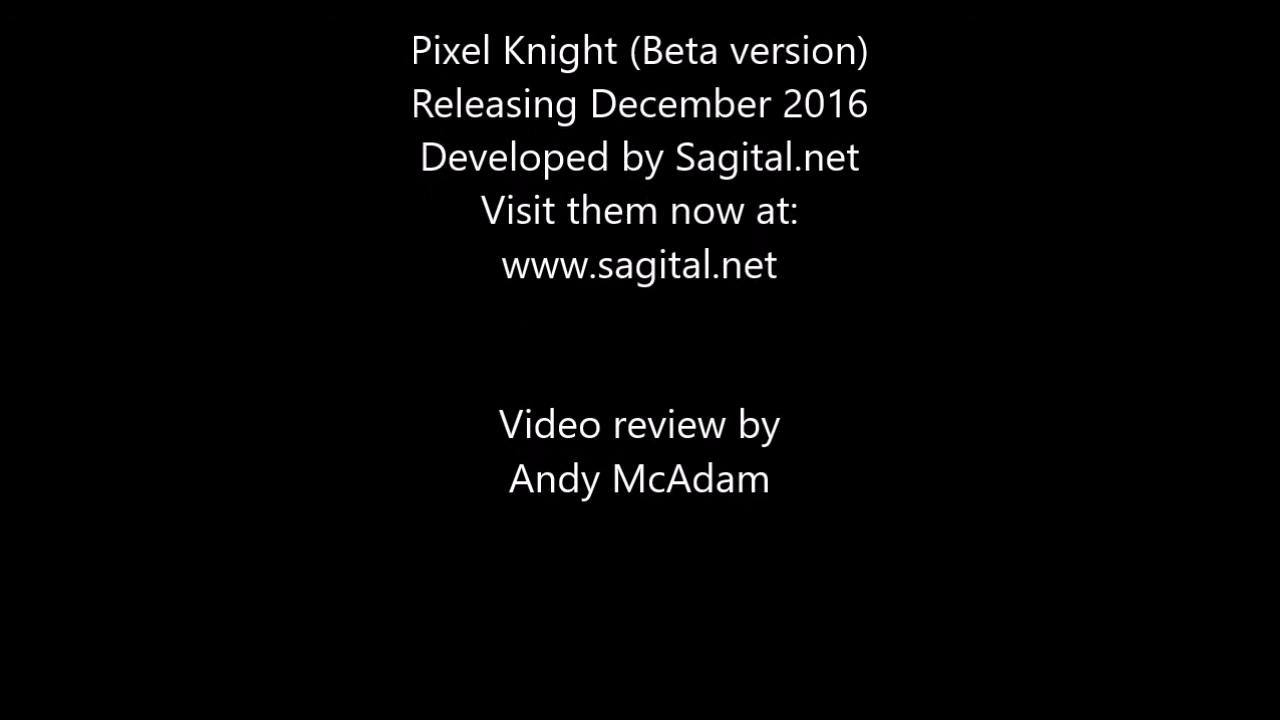 Pixel Knight (Beta version)
Releasing December 2016
Developed by Sagital.net
Visit them now at:
www.sagital.net
Video review by
Andy McAdam